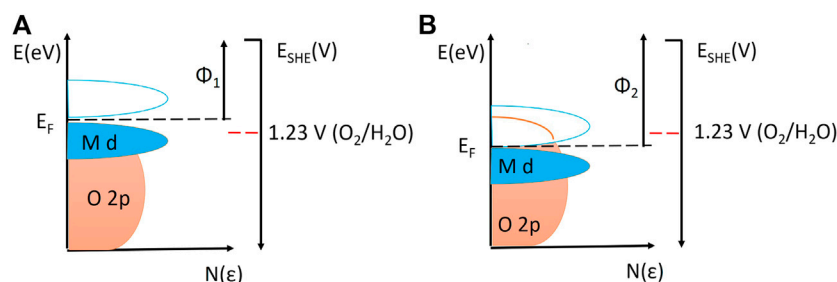 A
E(eV)
Φ1
ESHE(V)
EF
1.23 V (O2/H2O)
M d
O 2p
N(ε)
B
E(eV)
Φ2
ESHE(V)
1.23 V (O2/H2O)
EF
M d
O 2p
N(ε)